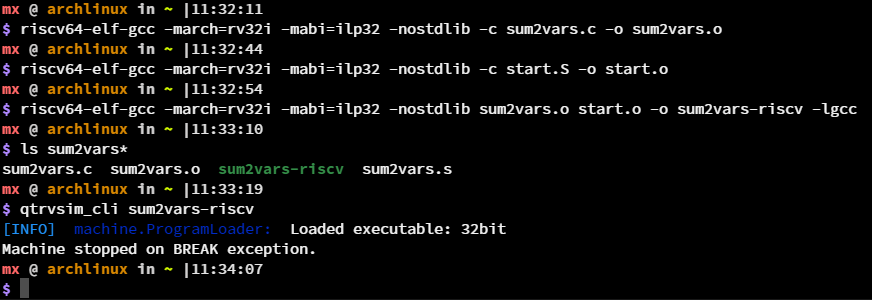 mx @ archlinux in ~ |11:32:11
$ riscv64-elf-gcc -march=rv32i -mabi=ilp32 -nostdlib -c sum2vars.c -o sum2vars.o
mx @ archlinux in ~ |11:32:44
$ riscv64-elf-gcc -march=rv32i -mabi=ilp32 -nostdlib -c start.S -o start.o
mx @ archlinux in ~ |11:32:54
$ riscv64-elf-gcc -march=rv32i -mabi=ilp32 -nostdlib sum2vars.o start.o -o sum2vars-riscv -lgcc
mx @ archlinux in ~ |11:33:10
$ ls sum2vars*
sum2vars.c  sum2vars.o  sum2vars-riscv  sum2vars.s
mx @ archlinux in ~ |11:33:19
$ qtrvsim_cli sum2vars-riscv
[INFO]  machine.ProgramLoader:  Loaded executable: 32bit
Machine stopped on BREAK exception.
mx @ archlinux in ~ |11:34:07
$